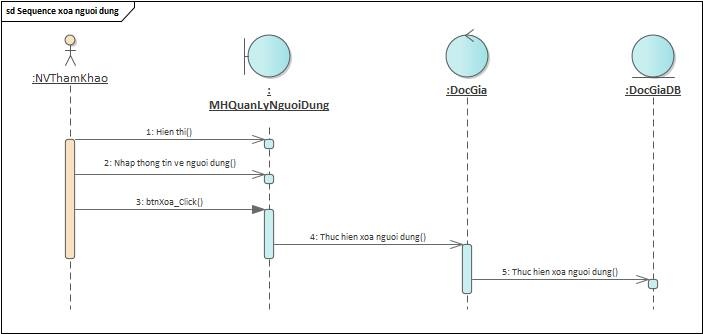 sd Sequence xoa nguoi dung
:NVThamKhao
:
MHQuanLyNguoiDung
:DocGia
:DocGiaDB
1: Hien thi()
2: Nhap thong tin ve nguoi dung()
3: btnXoa_Click()
4: Thuc hien xoa nguoi dung()
5: Thuc hien xoa nguoi dung()